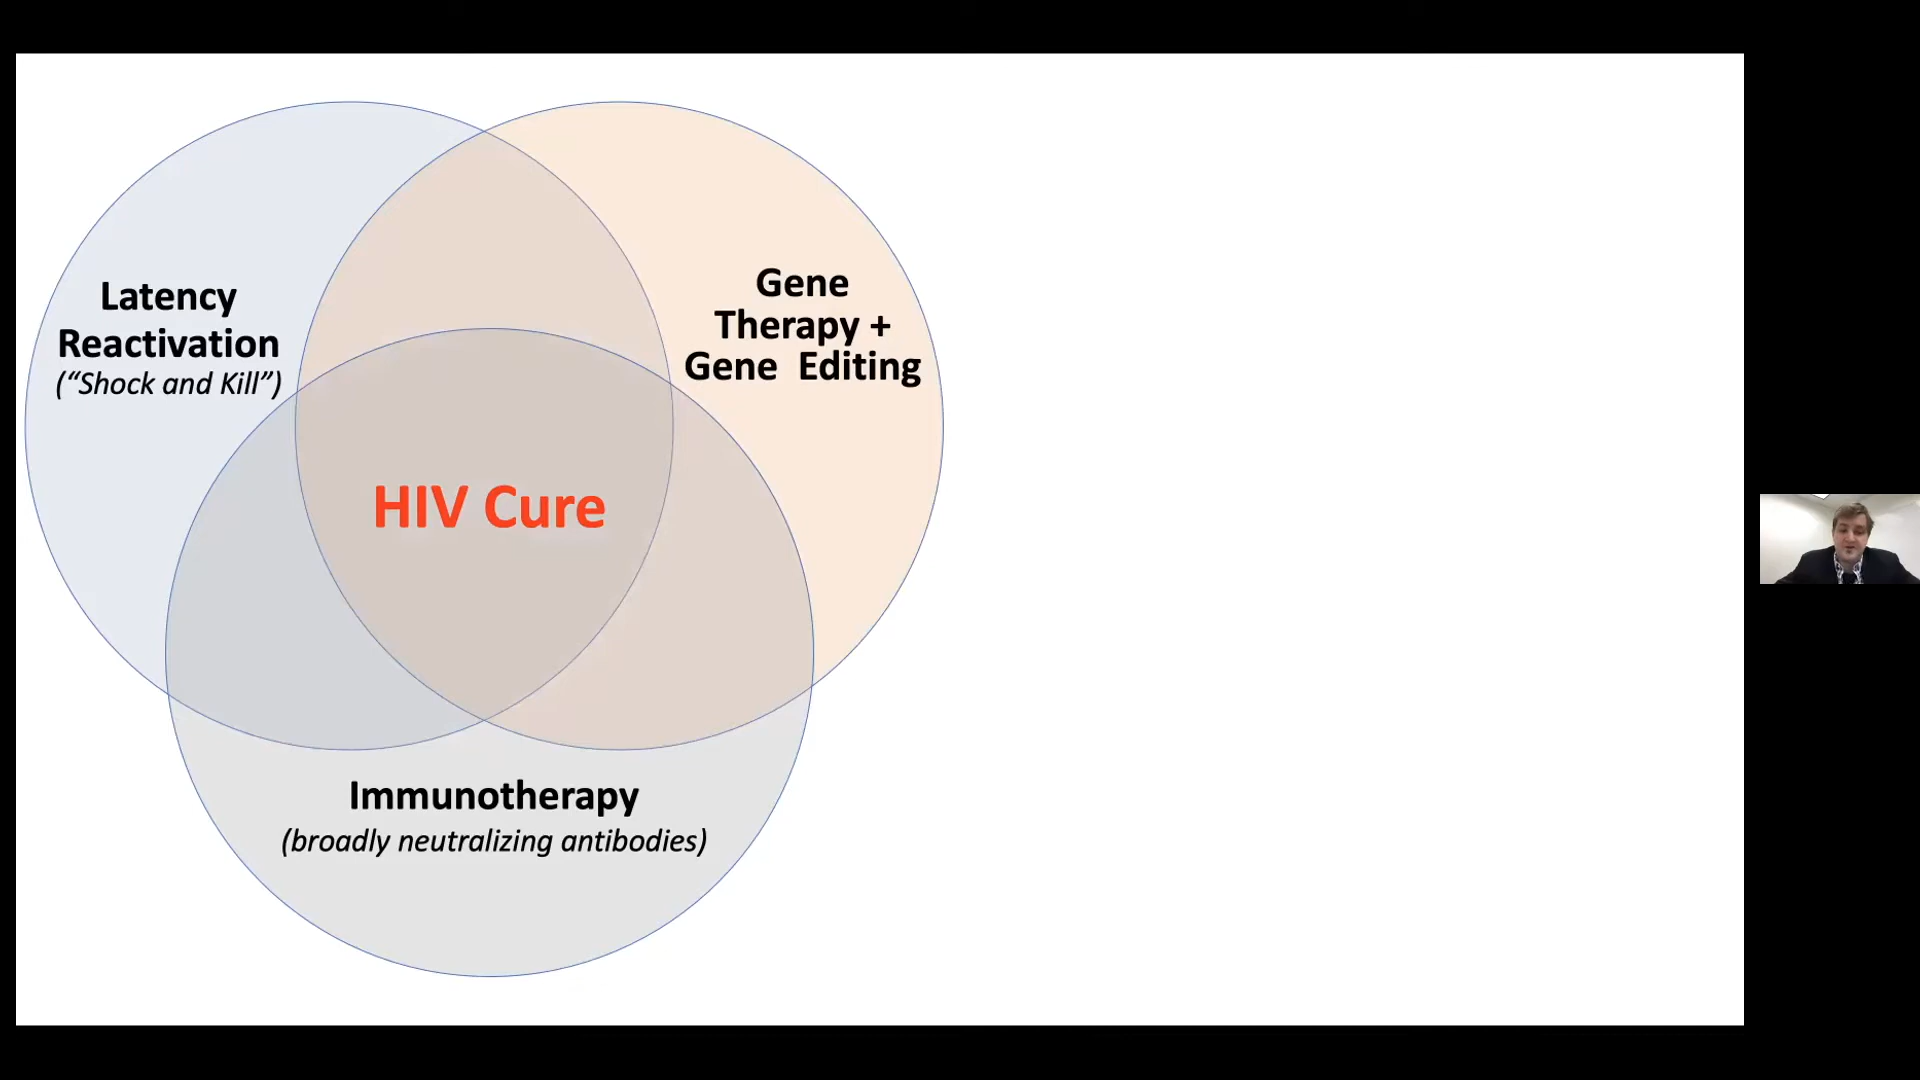 Latency
Reactivation
(“Shock and Kill”)
Gene
Therapy +
Gene  Editing
HIV Cure
Immunotherapy
(broadly neutralizing antibodies)